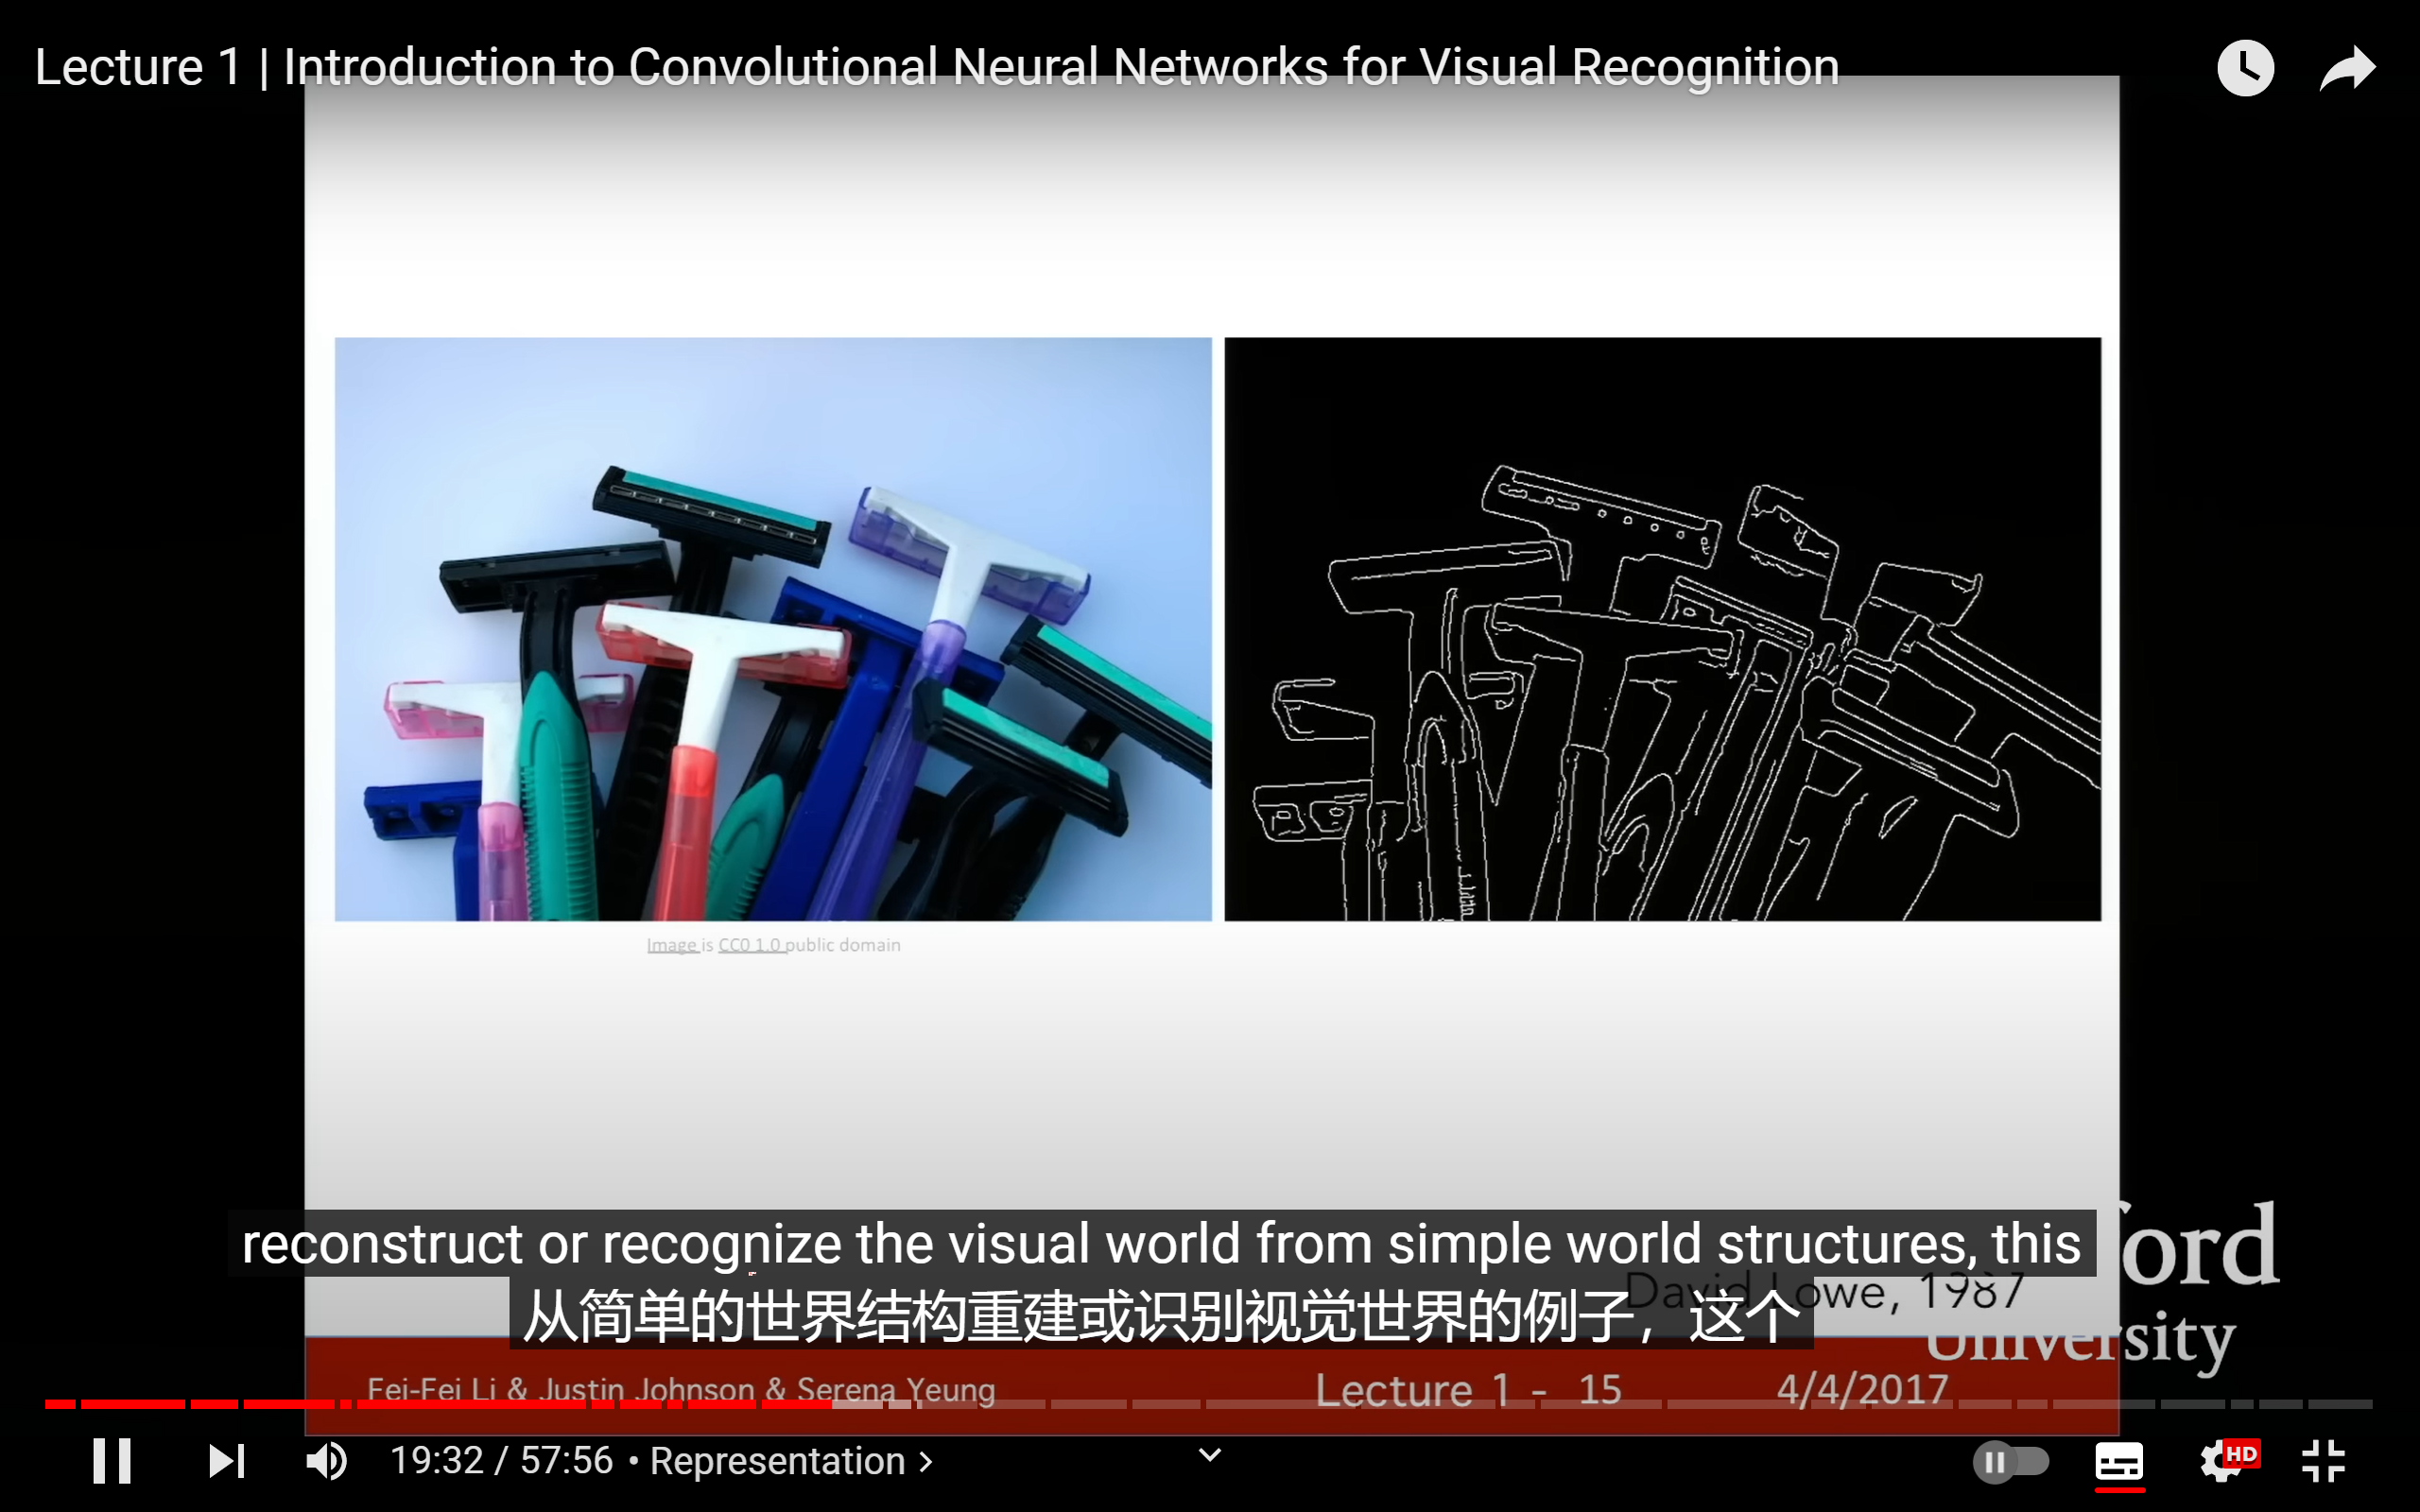 Lecture 1 | Introduction to Convolutional Neural Networks for Visual Recognition
Image is CC0 1.0 public domain
reconstruct or recognize the visual world from simple world structures, this
从简单的世界结构重建或识别视觉世界的例子，这个
David Lowe, 1987
University
Fei-Fei Li & Justin Johnson & Serena Yeung
Lecture 1 - 15
4/4/2017
19:32 / 57:56 • Representation >
HD